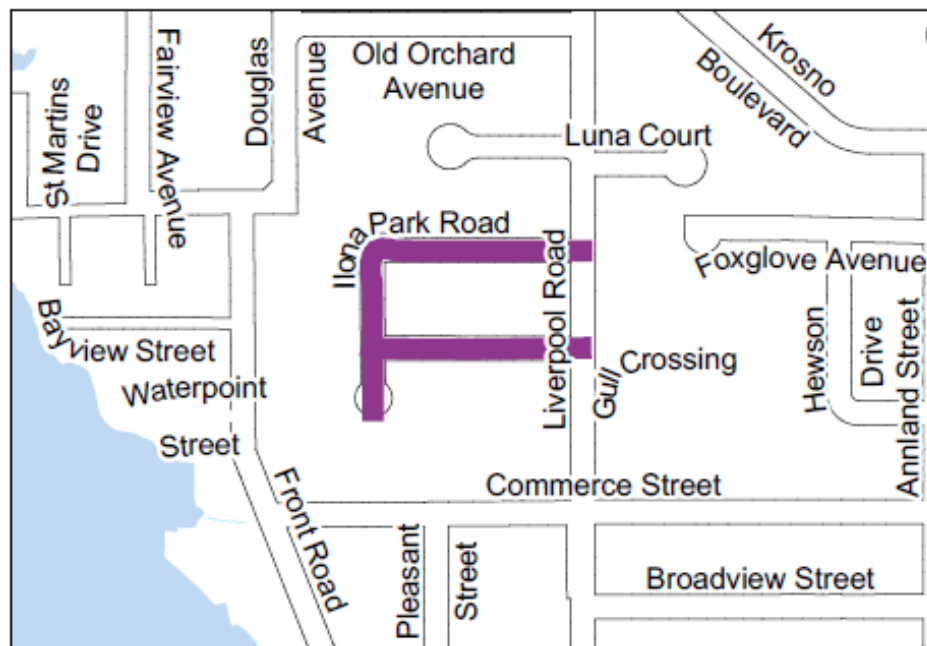 St Martins
Drive
Fairview Avenue
Douglas
Avenue
Old Orchard
Avenue
Krosno
Boulevard
Luna Court
Ilona
Park Road
Liverpool Road
Foxglove Avenue
Bayview Street
Waterpoint
Street
Gull Crossing
Hewson
Drive
Annland Street
Front Road
Commerce Street
Pleasant
Street
Broadview Street